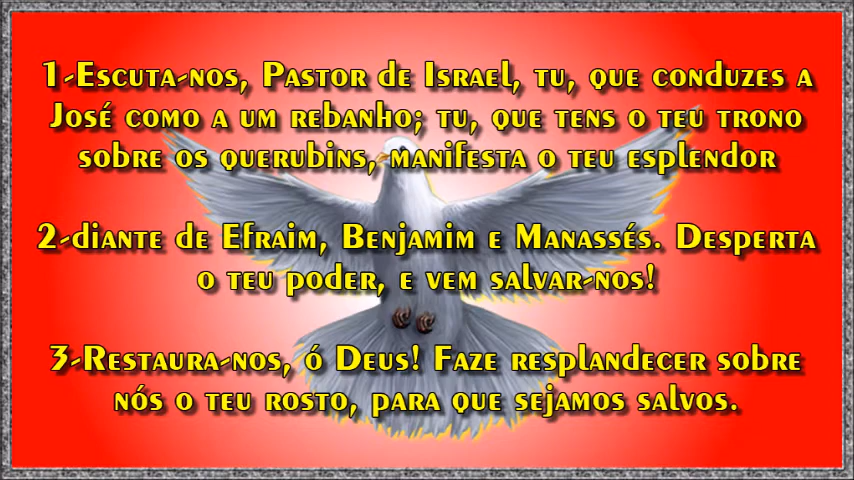 1-Escuta-nos, Pastor de Israel, tu, que conduzes a
José como a um rebanho; tu, que tens o teu trono
sobre os querubins, manifesta o teu esplendor
2-diante de Efraim, Benjamim e Manassés. Desperta
o teu poder, e vem salvar-nos!
3-Restaura-nos, ó Deus! Faze resplandecer sobre
nós o teu rosto, para que sejamos salvos.